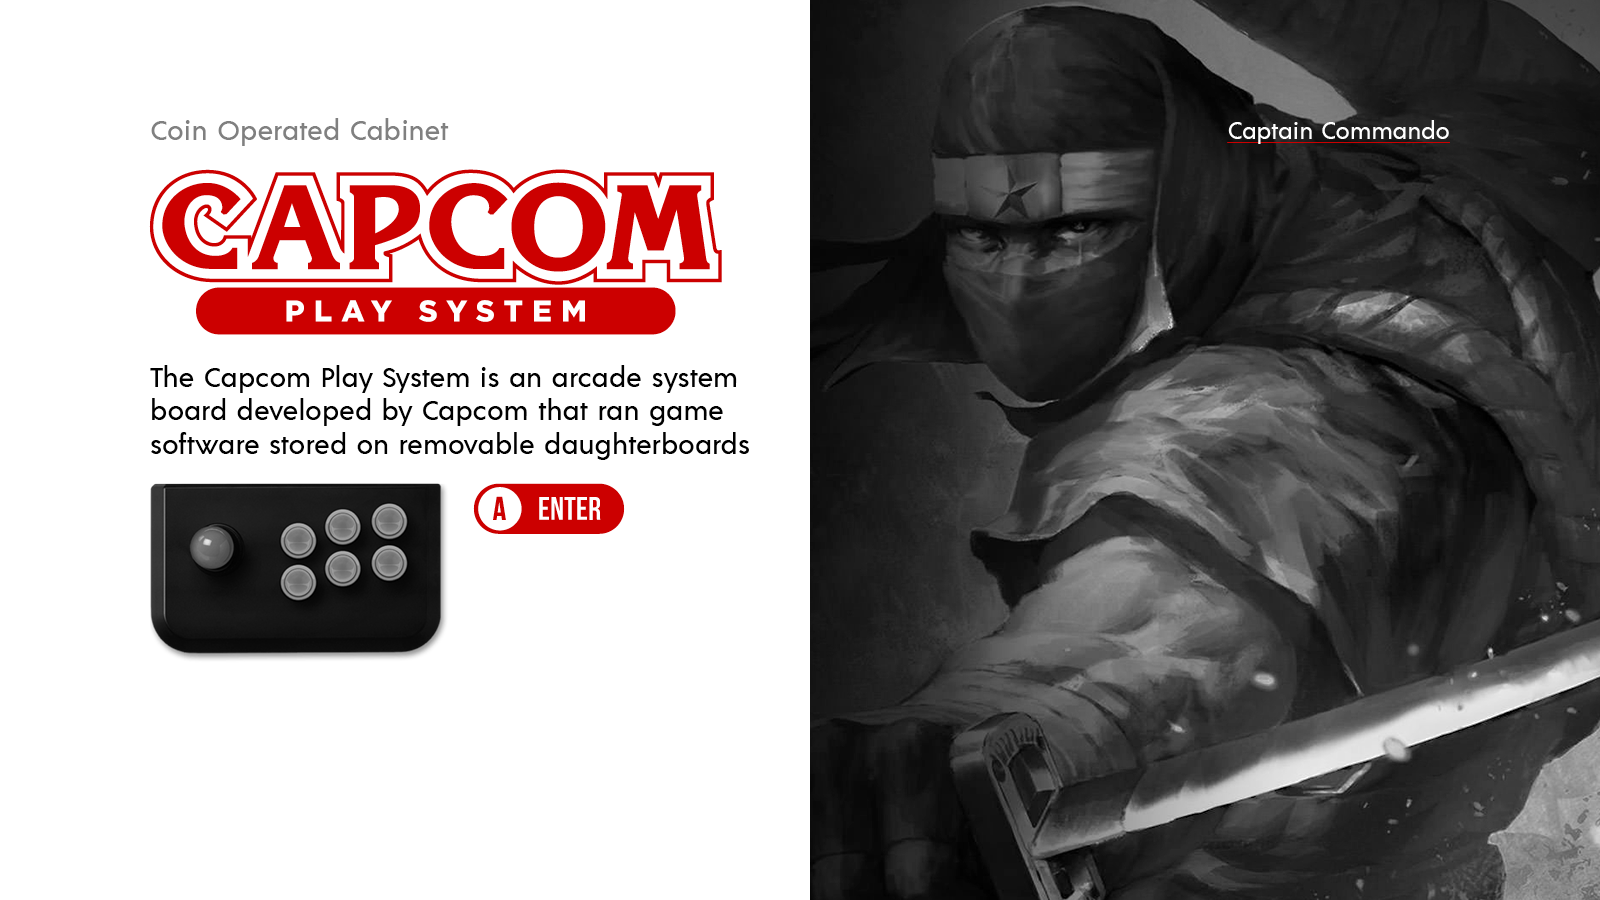 Coin Operated Cabinet
CAPCOM
PLAY SYSTEM
The Capcom Play System is an arcade system
board developed by Capcom that ran game
software stored on removable daughterboards
A ENTER
Captain Commando